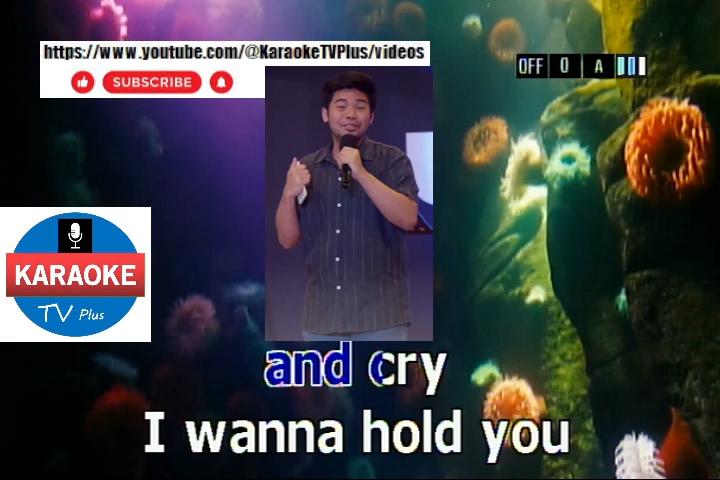 https://www.youtube.com/@KaraokeTVPlus/videos
SUBSCRIBE
OFF 0 A
KARAOKE
TV Plus
and cry
I wanna hold you